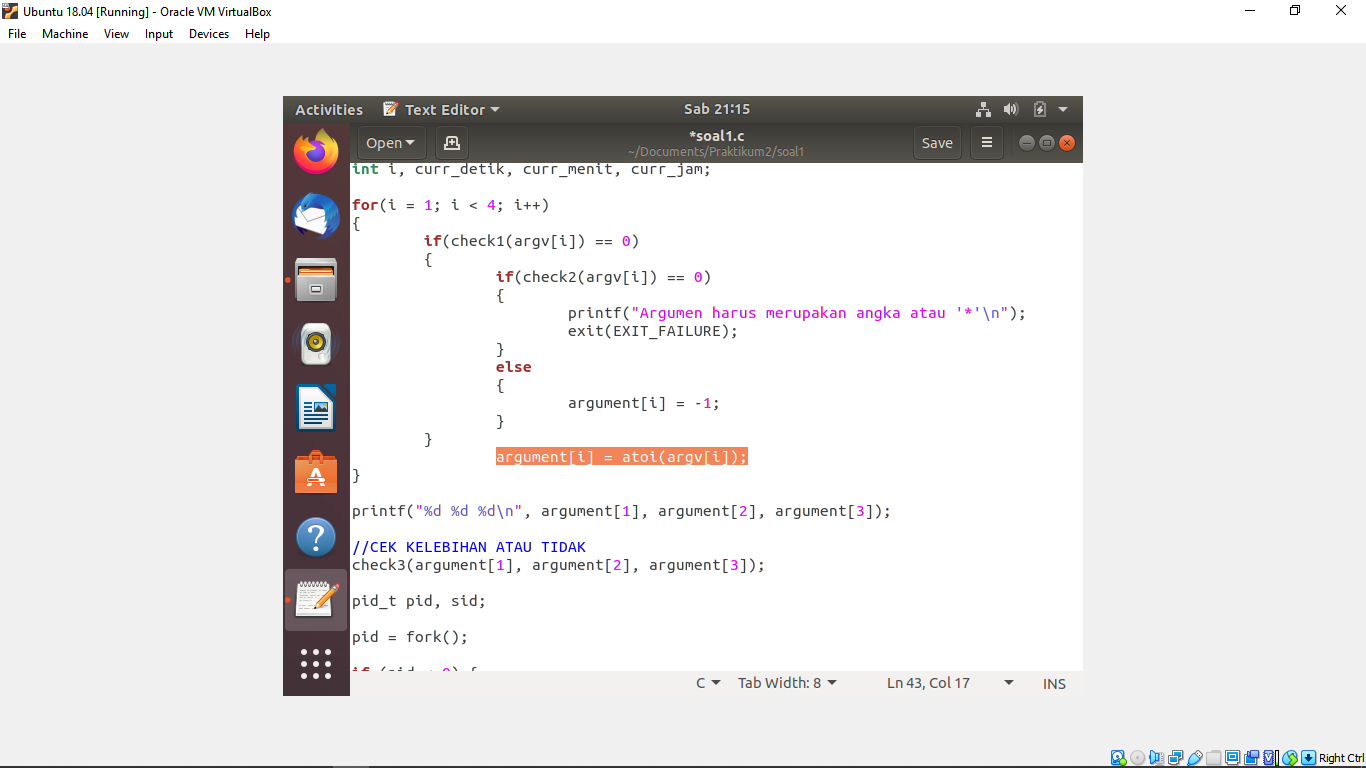 Ubuntu 18.04 [Running] - Oracle VM VirtualBox
File Machine View Input Devices Help
Activities Text Editor Sab 21:15
Open *soal1.c Save
~/Documents/Praktikum2/soal1
int i, curr_detik, curr_menit, curr_jam;
for(i = 1; i < 4; i++)
{
if(check1(argv[i]) == 0)
{
if(check2(argv[i]) == 0)
{
printf("Argumen harus merupakan angka atau '*'\n");
exit(EXIT_FAILURE);
}
else
{
argument[i] = -1;
}
}
argument[i] = atoi(argv[i]);
}
printf("%d %d %d\n", argument[1], argument[2], argument[3]);
//CEK KELEBIHAN ATAU TIDAK
check3(argument[1], argument[2], argument[3]);
pid_t pid, sid;
pid = fork();
C Tab Width: 8 Ln 43, Col 17 INS
Right Ctrl